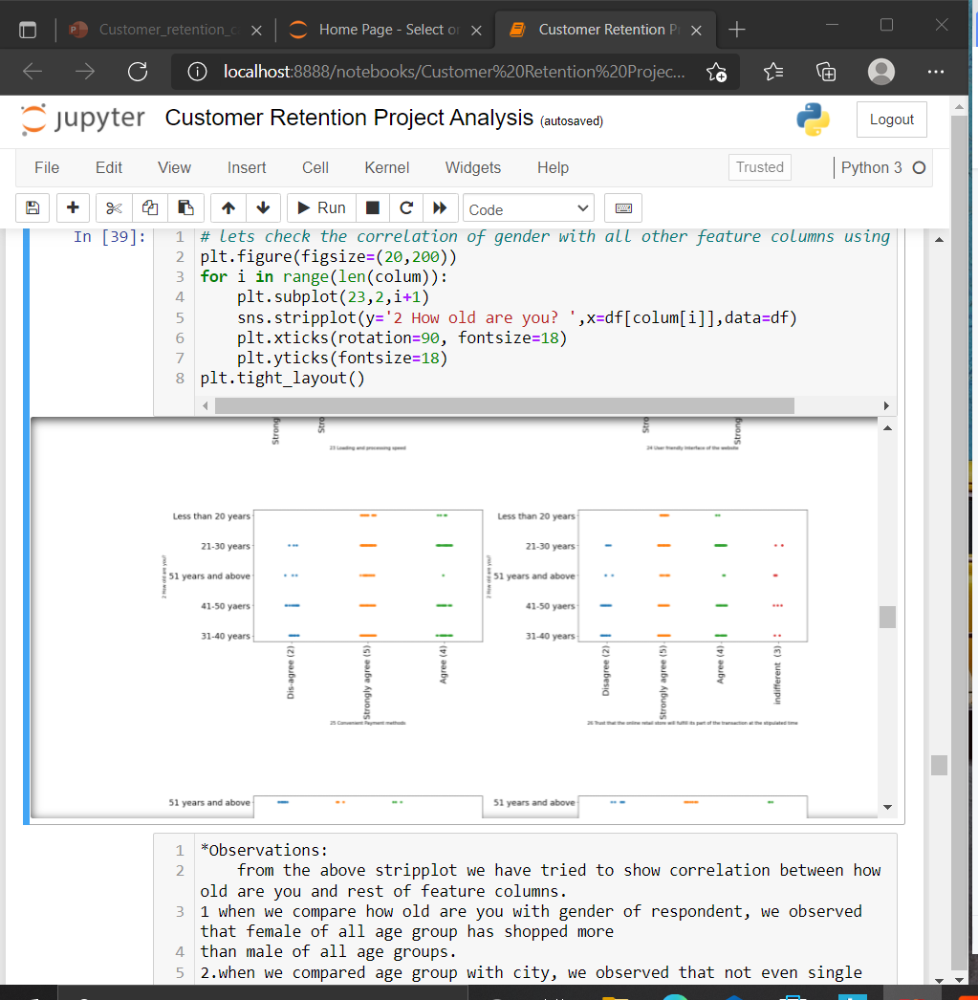 Customer_retention_c
Home Page - Select or
Customer Retention Pr
localhost:8888/notebooks/Customer%20Retention%20Projec...
jupyter Customer Retention Project Analysis (autosaved)
Logout
File Edit View Insert Cell Kernel Widgets Help Trusted Python 3
Run Code
In [39]:
1 # lets check the correlation of gender with all other feature columns using
2 plt.figure(figsize=(20,200))
3 for i in range(len(colum)):
4 plt.subplot(23,2,i+1)
5 sns.stripplot(y='2 How old are you? ',x=df[colum[i]],data=df)
6 plt.xticks(rotation=90, fontsize=18)
7 plt.yticks(fontsize=18)
8 plt.tight_layout()
Strong Stro Stro Strong
23 Loading and processing speed
24 User friendly Interface of the website
Less than 20 years
21-30 years
51 years and above
41-50 yaers
31-40 years
2 How old are you?
Dis-agree (2)
Strongly agree (5)
Agree (4)
25 Convenient Payment methods
Less than 20 years
21-30 years
51 years and above
41-50 yaers
31-40 years
2 How old are you?
Disagree (2)
Strongly agree (5)
Agree (4)
indifferent (3)
26 Trust that the online retail store will fulfill its part of the transaction at the stipulated time
51 years and above
51 years and above
1 *Observations:
2 from the above stripplot we have tried to show correlation between how
old are you and rest of feature columns.
3 1 when we compare how old are you with gender of respondent, we observed
that female of all age group has shopped more
4 than male of all age groups.
5 2.when we compared age group with city, we observed that not even single